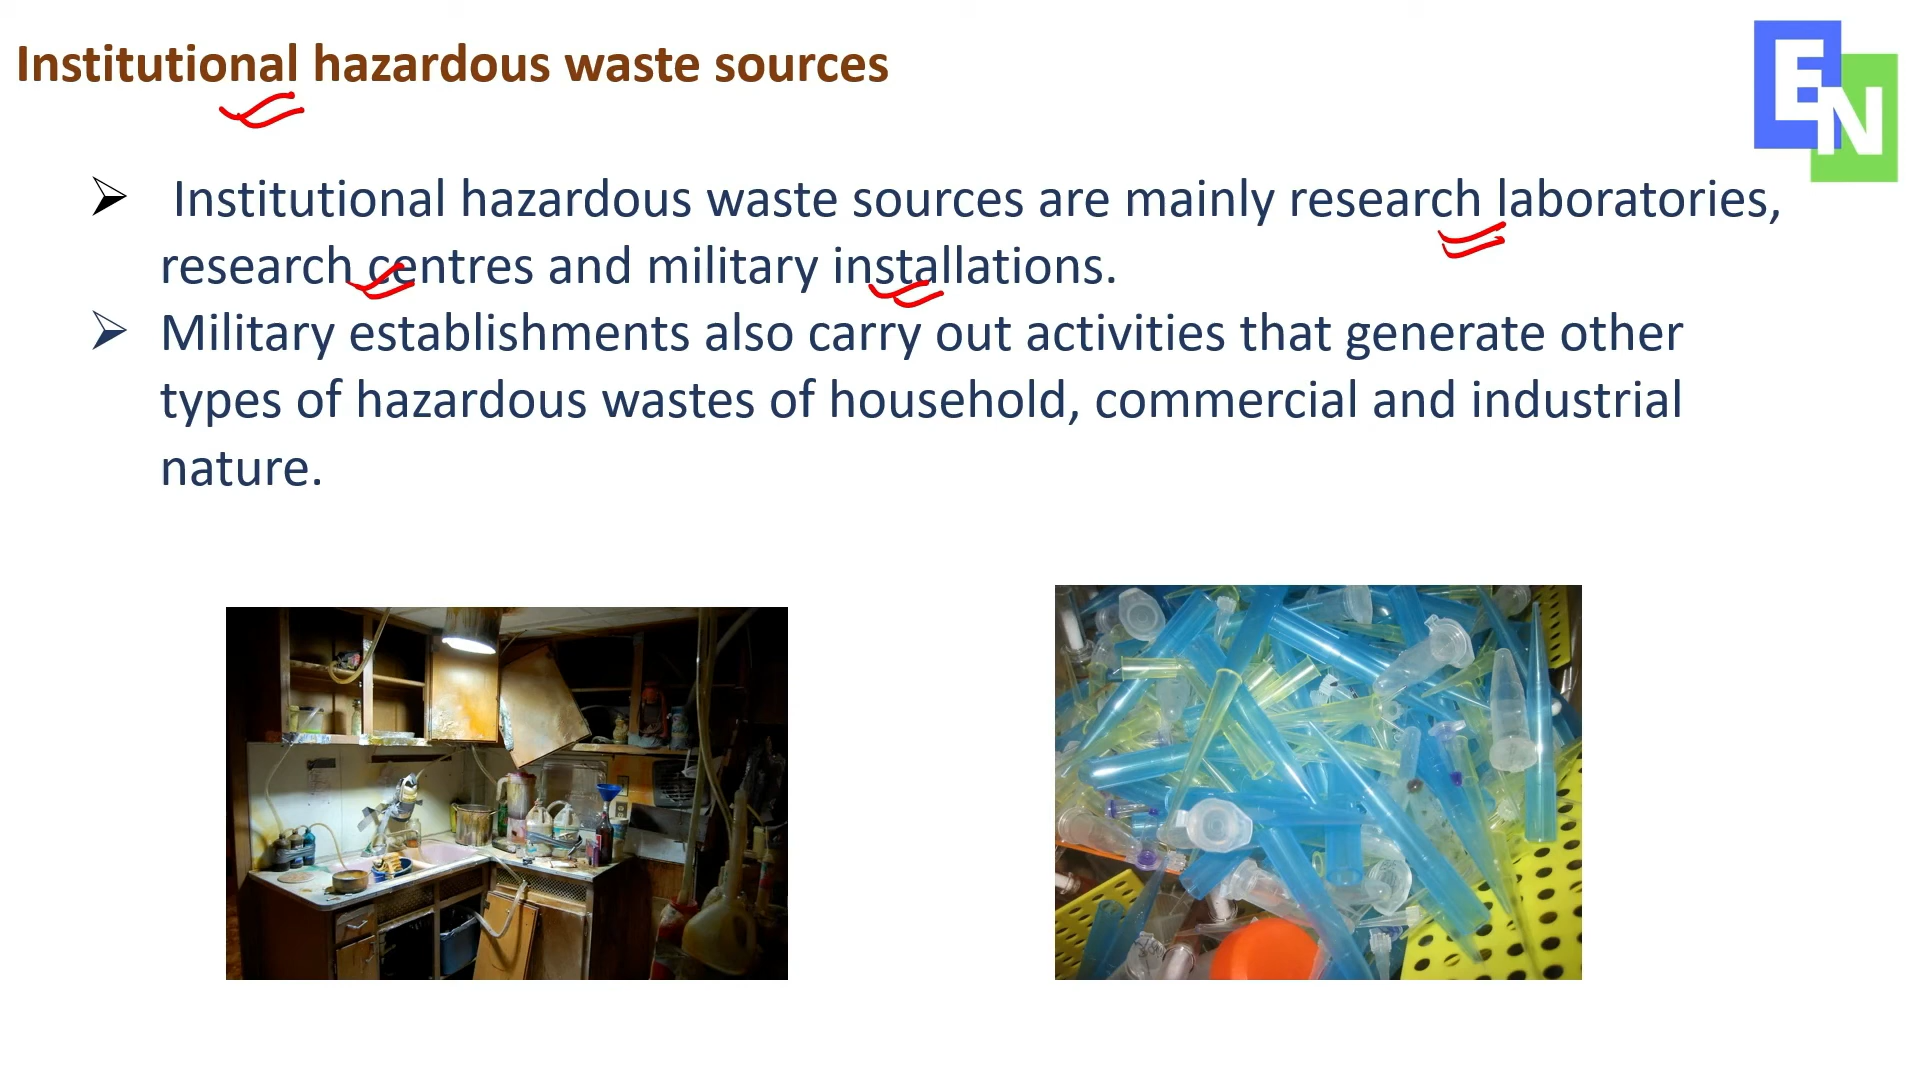 Institutional hazardous waste sources
EN
➢ Institutional hazardous waste sources are mainly research laboratories,
research centres and military installations.
➢ Military establishments also carry out activities that generate other
types of hazardous wastes of household, commercial and industrial
nature.